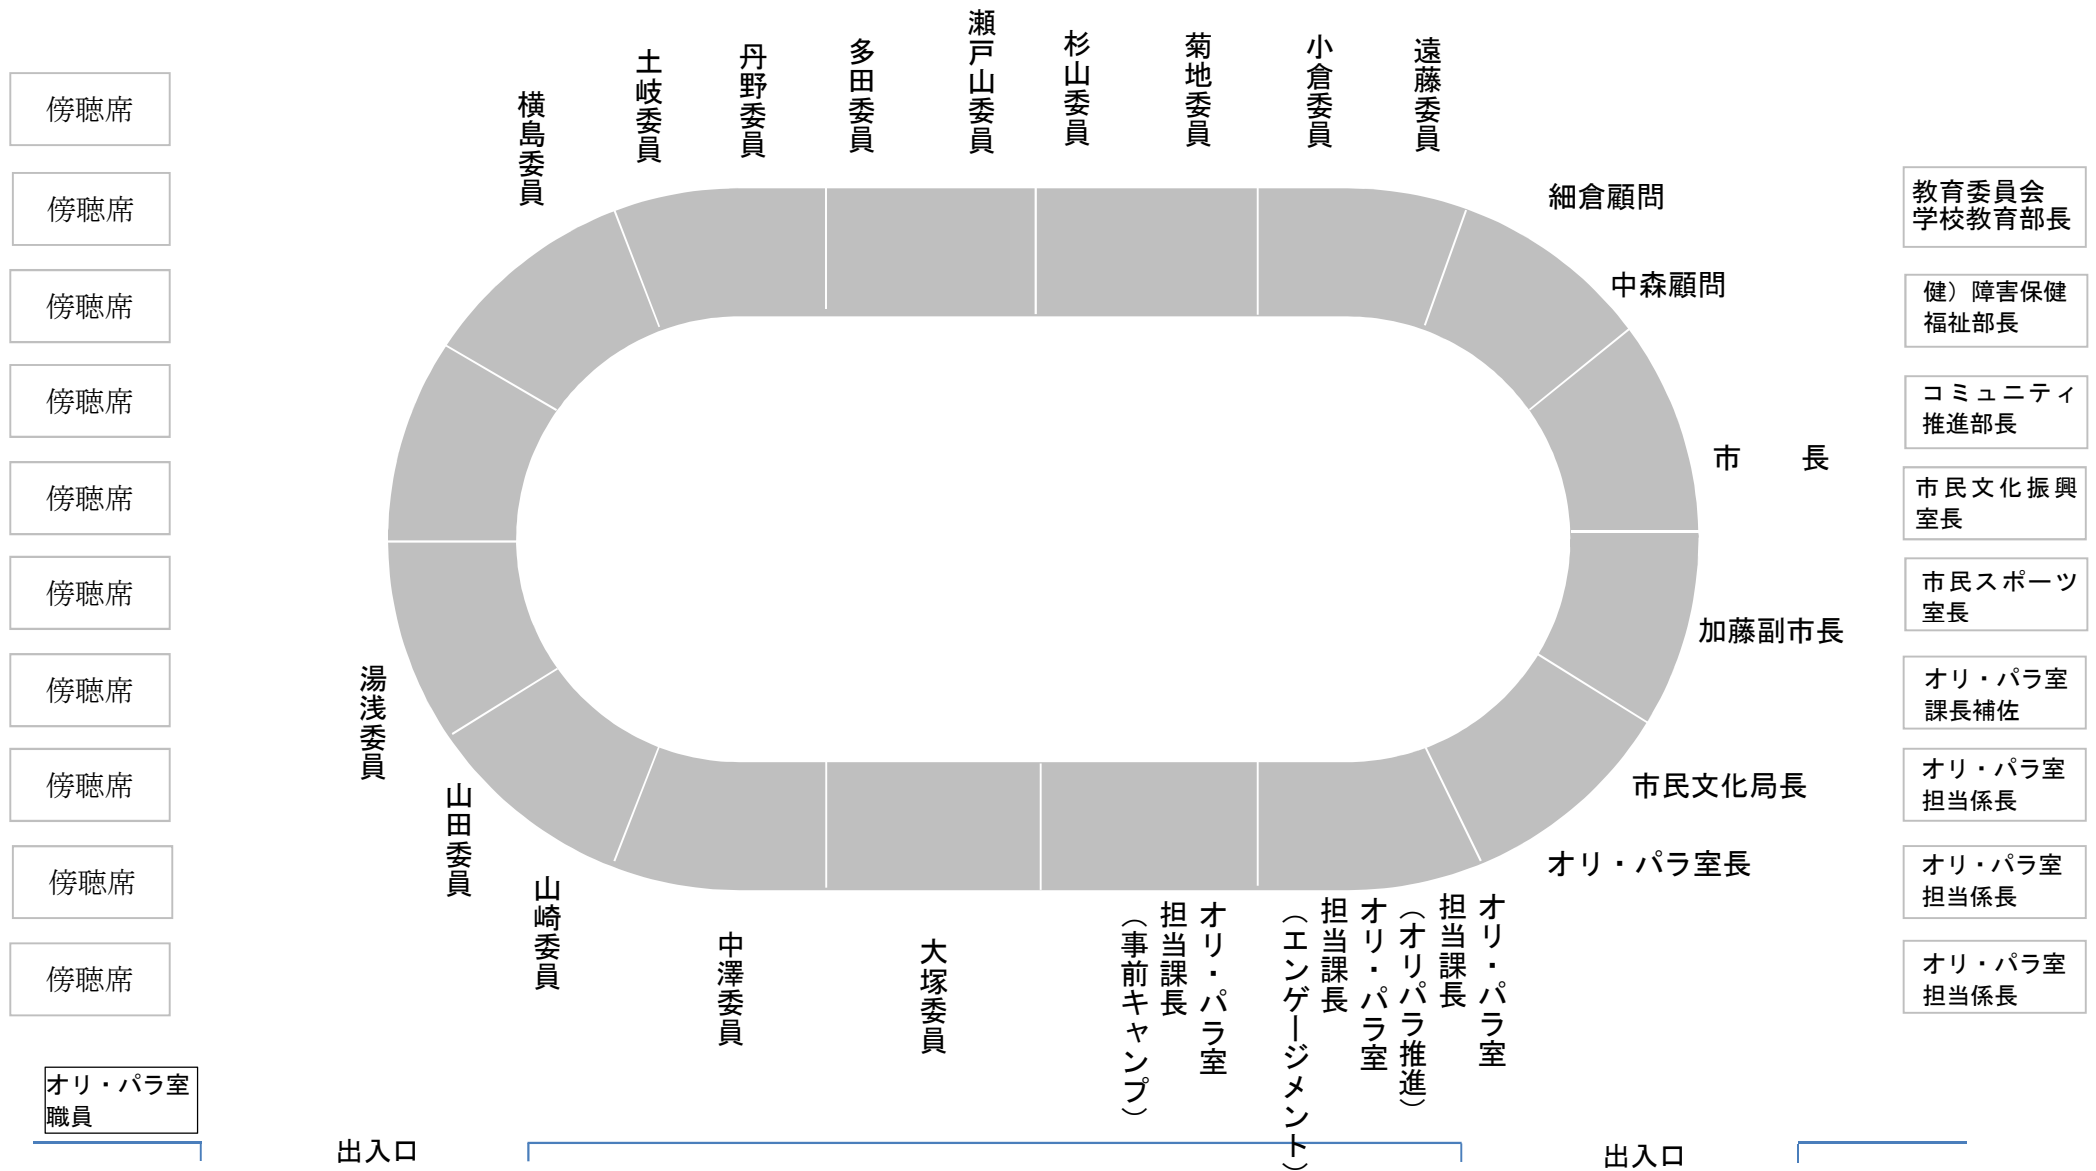 傍聴席
傍聴席
傍聴席
傍聴席
傍聴席
傍聴席
傍聴席
傍聴席
傍聴席
傍聴席
オリ・パラ室
職員
横島委員
土岐委員
丹野委員
多田委員
瀬戸山委員
杉山委員
菊地委員
小倉委員
遠藤委員
細倉顧問
中森顧問
市　　長
加藤副市長
市民文化局長
オリ・パラ室長
オリ・パラ室
担当課長
（オリパラ推進）
オリ・パラ室
担当課長
（エンゲージメント）
オリ・パラ室
担当課長
（事前キャンプ）
大塚委員
中澤委員
山崎委員
山田委員
湯浅委員
教育委員会
学校教育部長
健）障害保健
福祉部長
コミュニティ
推進部長
市民文化振興
室長
市民スポーツ
室長
オリ・パラ室
課長補佐
オリ・パラ室
担当係長
オリ・パラ室
担当係長
オリ・パラ室
担当係長
出入口
出入口